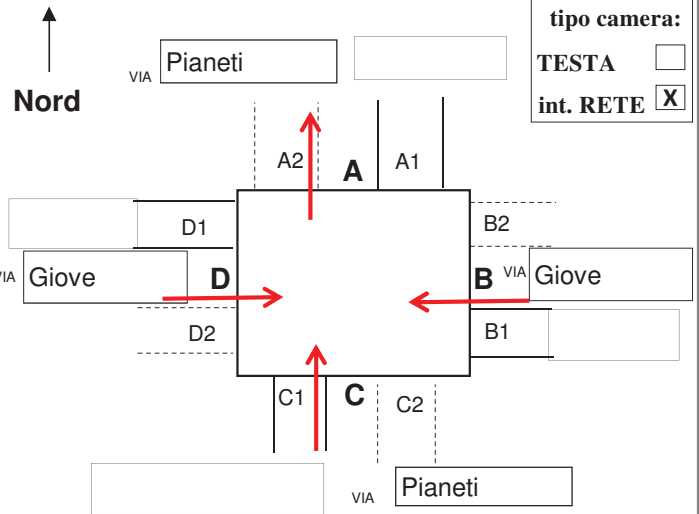 tipo camera:
VIA Pianeti
TESTA
Nord
int. RETE X
A2 A A1
D1 B2
VIA Giove D B VIA Giove
D2 B1
C1 C C2
VIA Pianeti